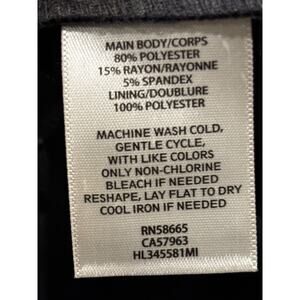 MAIN BODY/CORPS
80% POLYESTER
15% RAYON/RAYONNE
5% SPANDEX
LINING/DOUBLURE
100% POLYESTER
MACHINE WASH COLD,
GENTLE CYCLE,
WITH LIKE COLORS
ONLY NON-CHLORINE
BLEACH IF NEEDED
RESHAPE, LAY FLAT TO DRY
COOL IRON IF NEEDED
RN58665
CA57963
HL345581MI